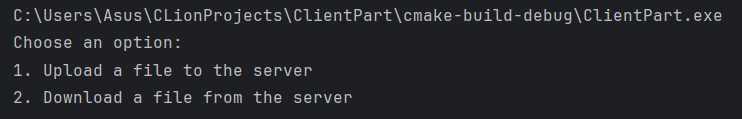 C:\Users\Asus\CLionProjects\ClientPart\cmake-build-debug\ClientPart.exe
Choose an option:
1. Upload a file to the server
2. Download a file from the server